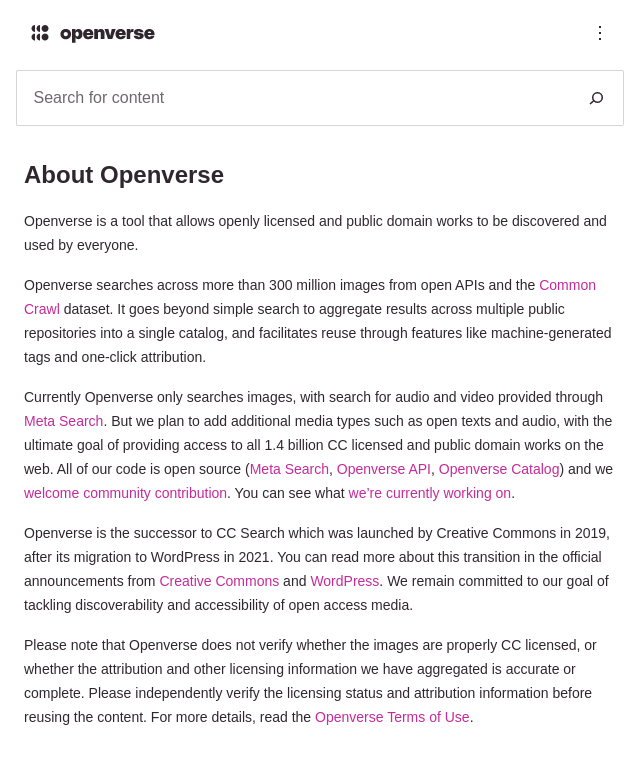 openverse
Search for content
About Openverse
Openverse is a tool that allows openly licensed and public domain works to be discovered and
used by everyone.
Openverse searches across more than 300 million images from open APIs and the Common
Crawl dataset. It goes beyond simple search to aggregate results across multiple public
repositories into a single catalog, and facilitates reuse through features like machine-generated
tags and one-click attribution.
Currently Openverse only searches images, with search for audio and video provided through
Meta Search. But we plan to add additional media types such as open texts and audio, with the
ultimate goal of providing access to all 1.4 billion CC licensed and public domain works on the
web. All of our code is open source (Meta Search, Openverse API, Openverse Catalog) and we
welcome community contribution. You can see what we’re currently working on.
Openverse is the successor to CC Search which was launched by Creative Commons in 2019,
after its migration to WordPress in 2021. You can read more about this transition in the official
announcements from Creative Commons and WordPress. We remain committed to our goal of
tackling discoverability and accessibility of open access media.
Please note that Openverse does not verify whether the images are properly CC licensed, or
whether the attribution and other licensing information we have aggregated is accurate or
complete. Please independently verify the licensing status and attribution information before
reusing the content. For more details, read the Openverse Terms of Use.